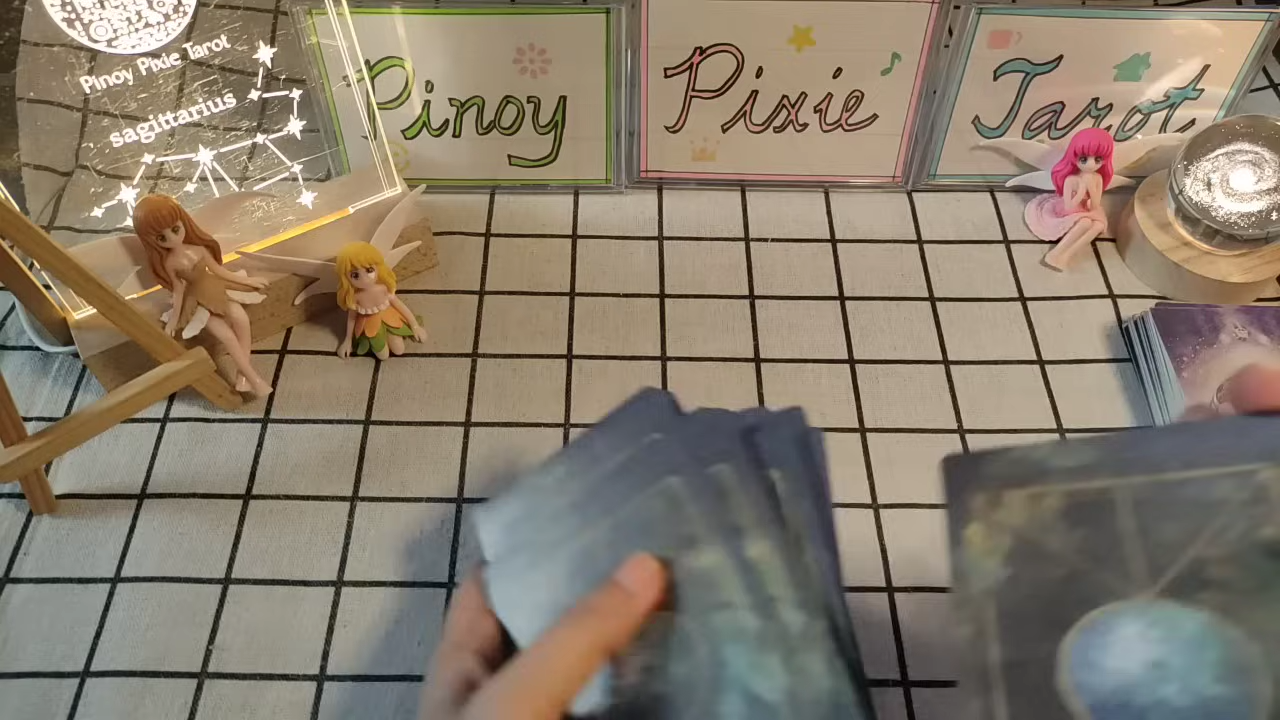 Pinoy Pixie Tarot
sagittarius
Pinoy
Pixie
Tarot